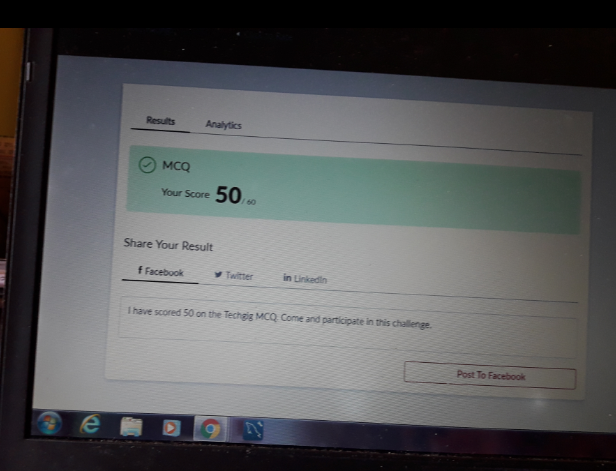 Results Analytics
MCQ
Your Score 50 / 60
Share Your Result
f Facebook Twitter in LinkedIn
I have scored 50 on the Techgig MCQ. Come and participate in this challenge.
Post To Facebook